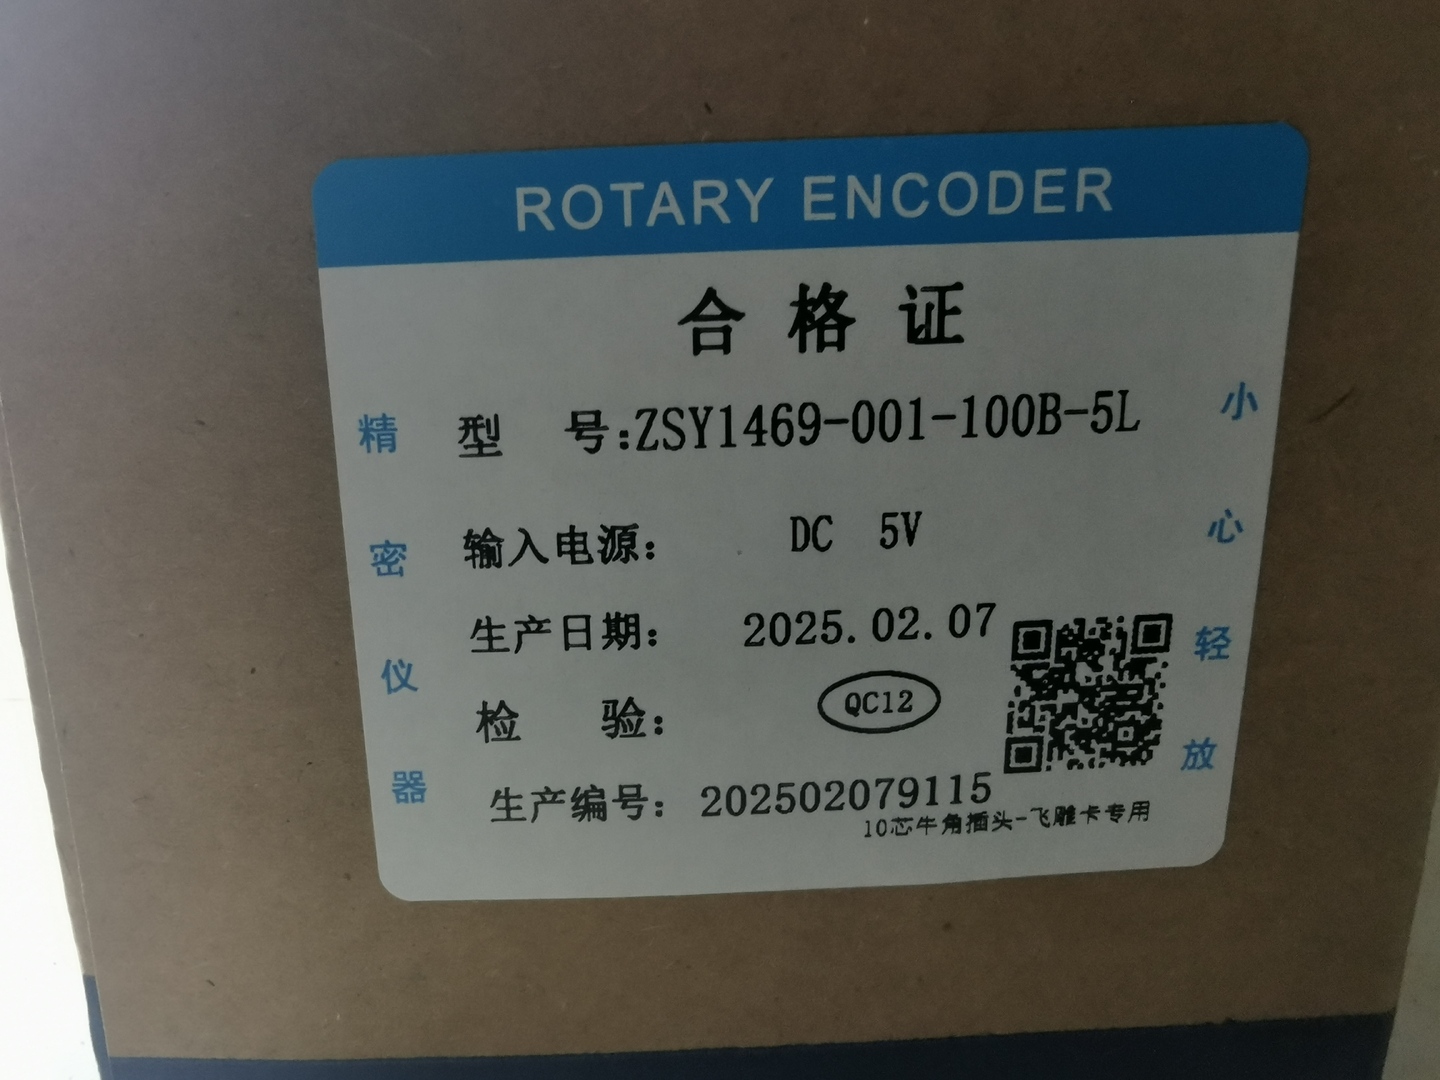 ROTARY ENCODER
合格证
型 号:ZSY1469-001-100B-5L
输入电源: DC 5V
生产日期: 2025.02.07
检 验: QC12
生产编号: 202502079115
10芯牛角插头-飞雕卡专用
精密仪器
小心轻放